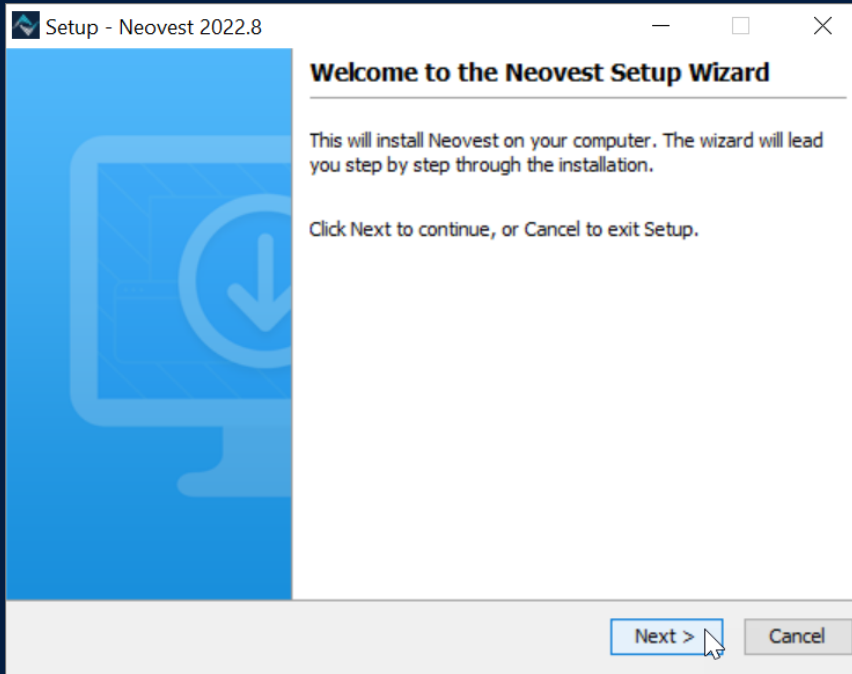 Setup - Neovest 2022.8
Welcome to the Neovest Setup Wizard
This will install Neovest on your computer. The wizard will lead
you step by step through the installation.
Click Next to continue, or Cancel to exit Setup.
Next >
Cancel